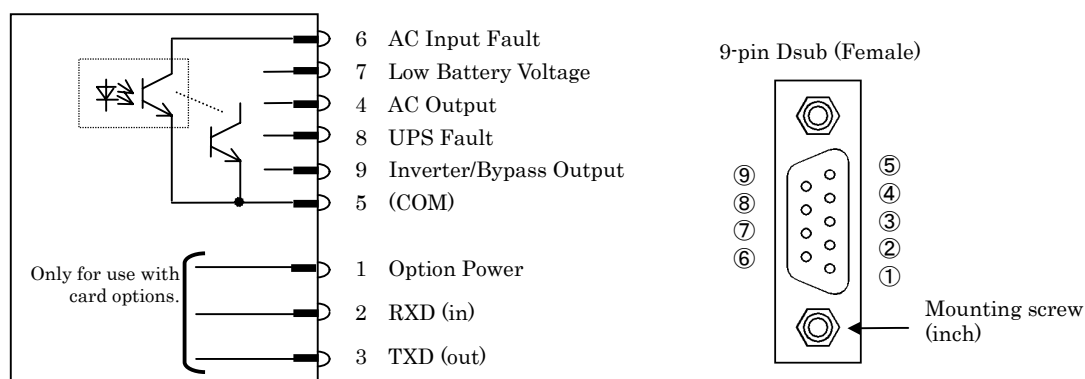 6 AC Input Fault
7 Low Battery Voltage
4 AC Output
8 UPS Fault
9 Inverter/Bypass Output
5 (COM)
Only for use with
card options.
1 Option Power
2 RXD (in)
3 TXD (out)
9-pin Dsub (Female)
⑨
⑧
⑦
⑥
⑤
④
③
②
①
Mounting screw
(inch)